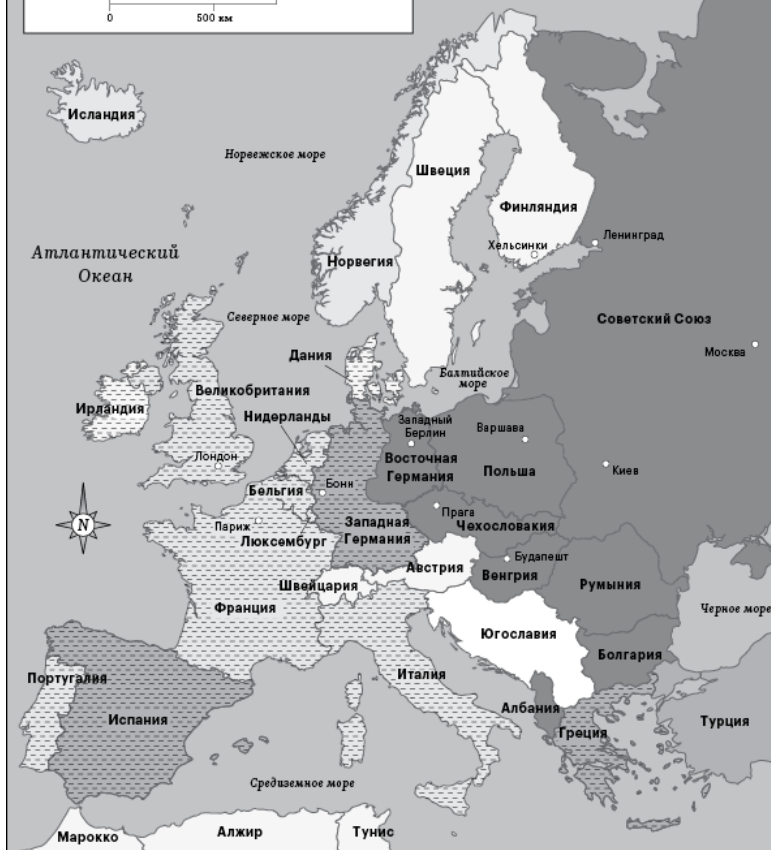 0 500 км
Исландия
Норвежское море
Швеция
Финляндия
Хельсинки
Ленинград
Атлантический
Океан
Норвегия
Северное море
Советский Союз
Москва
Дания
Балтийское
море
Великобритания
Ирландия
Нидерланды
Западный
Берлин
Варшава
Восточная
Германия
Польша
Киев
Лондон
Бельгия
Бонн
N
Париж
Люксембург
Западная
Германия
Прага
Чехословакия
Швейцария
Австрия
Будапешт
Венгрия
Румыния
Франция
Черное море
Югославия
Болгария
Португалия
Италия
Испания
Албания
Греция
Турция
Средиземное море
Марокко
Алжир
Тунис